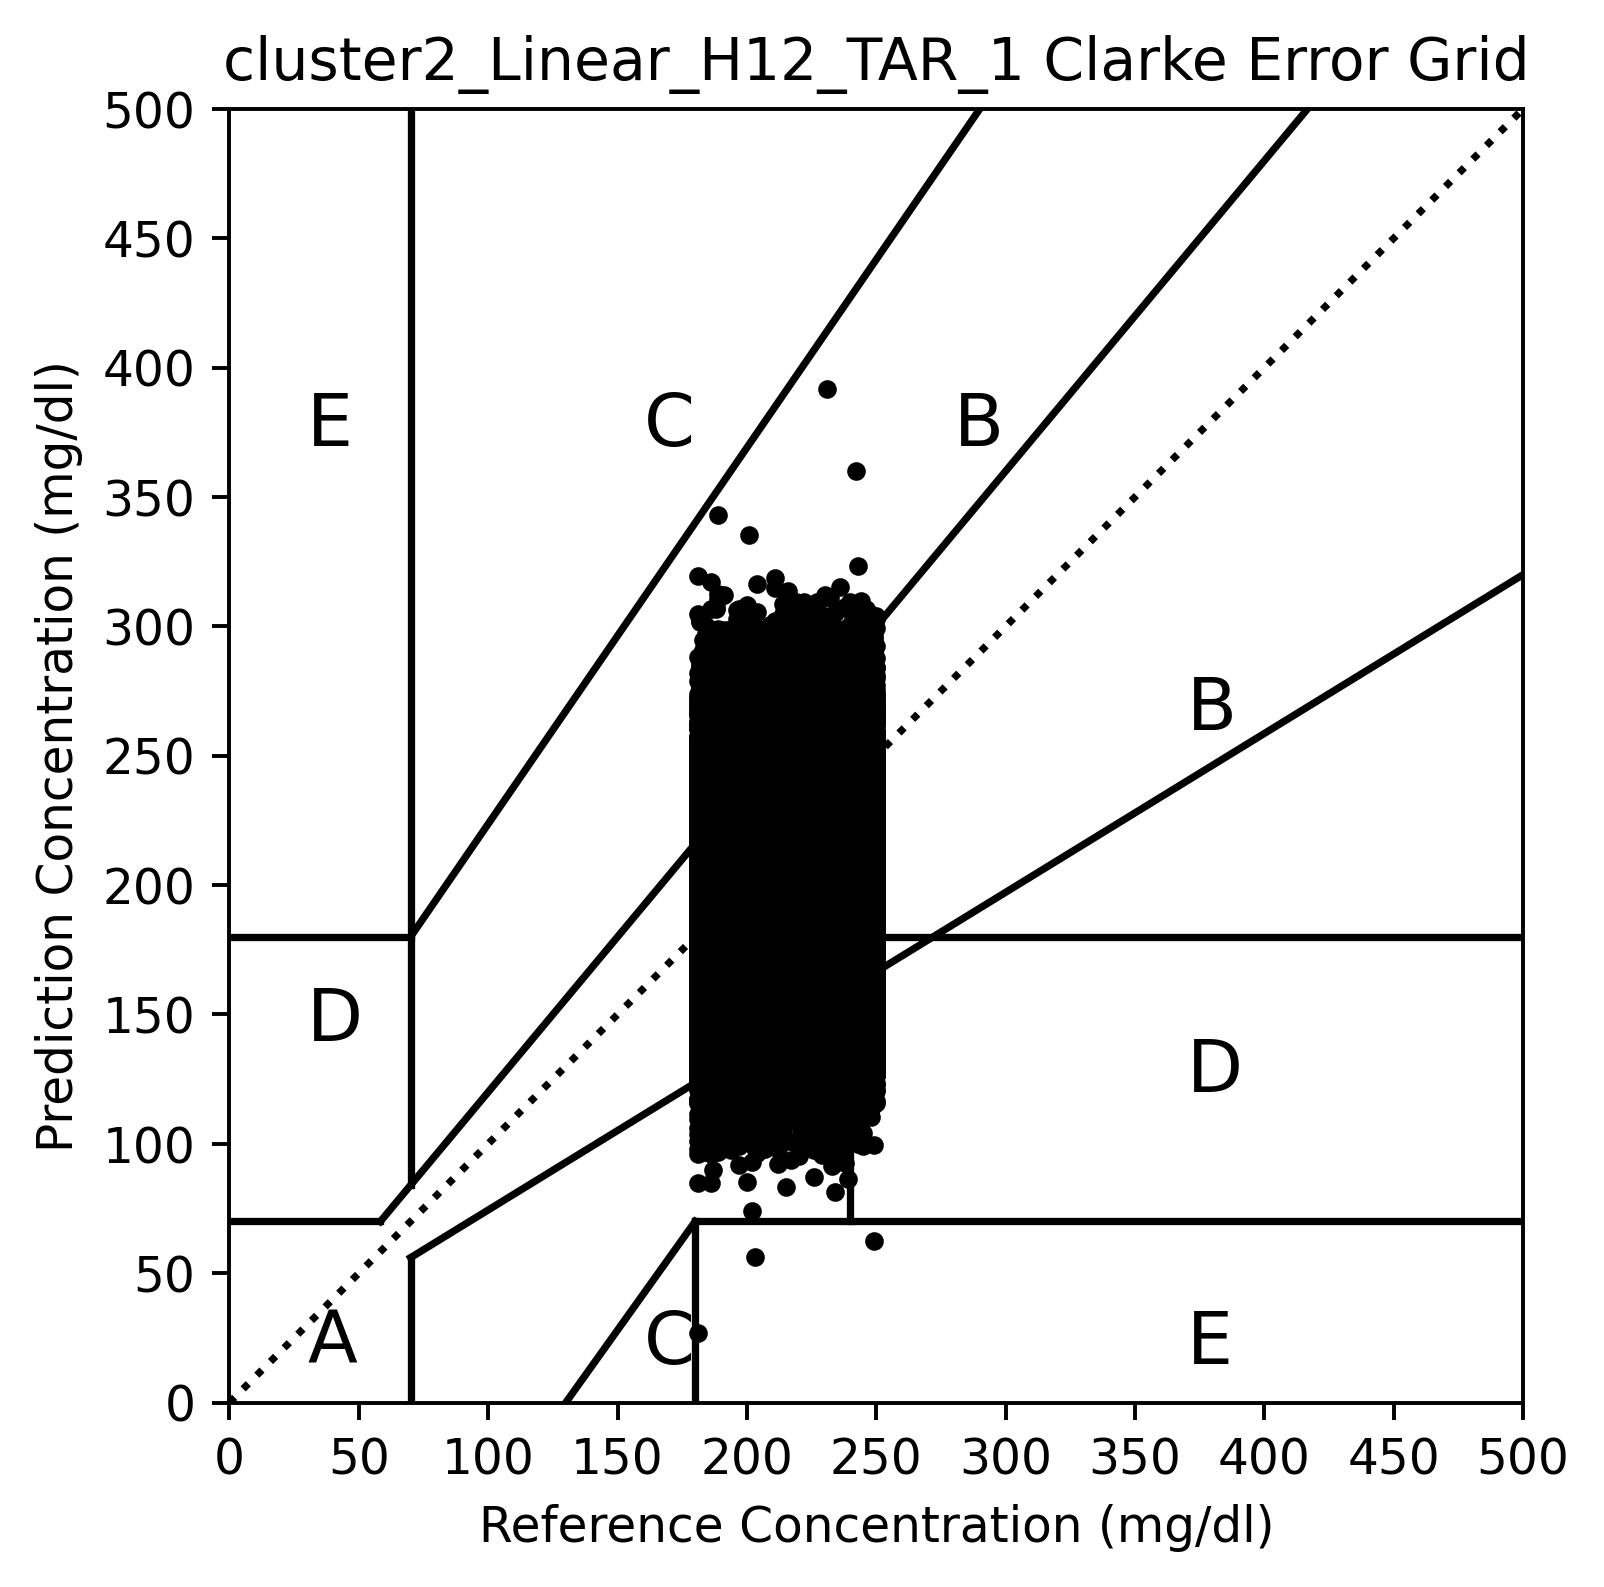 cluster2_Linear_H12_TAR_1 Clarke Error Grid
500
450
400
350
300
250
200
150
100
50
0
Prediction Concentration (mg/dl)
E
C
B
B
D
D
A
C
E
0 50 100 150 200 250 300 350 400 450 500
Reference Concentration (mg/dl)